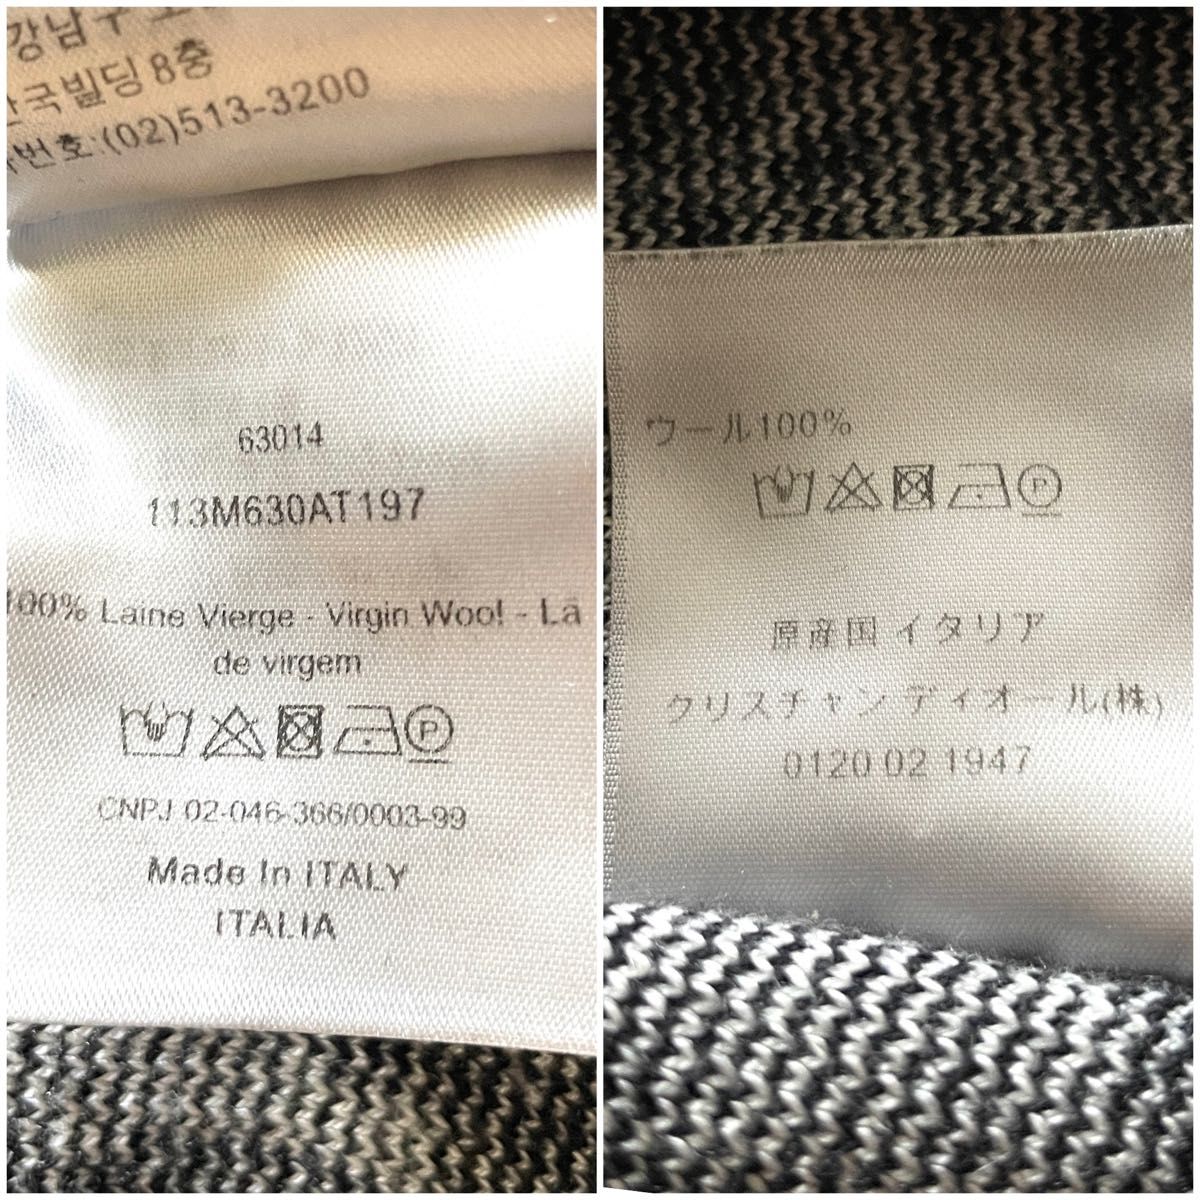 강남구
국빌딩 8층
번호:(02)513-3200
63014
113M630AT197
100% Laine Vierge - Virgin Wool - Lã
de virgem
P
CNPJ 02-046-366/0003-99
Made In ITALY
ITALIA
ウール100%
P
原産国 イタリア
クリスチャン ディオール(株)
0120 02 1947